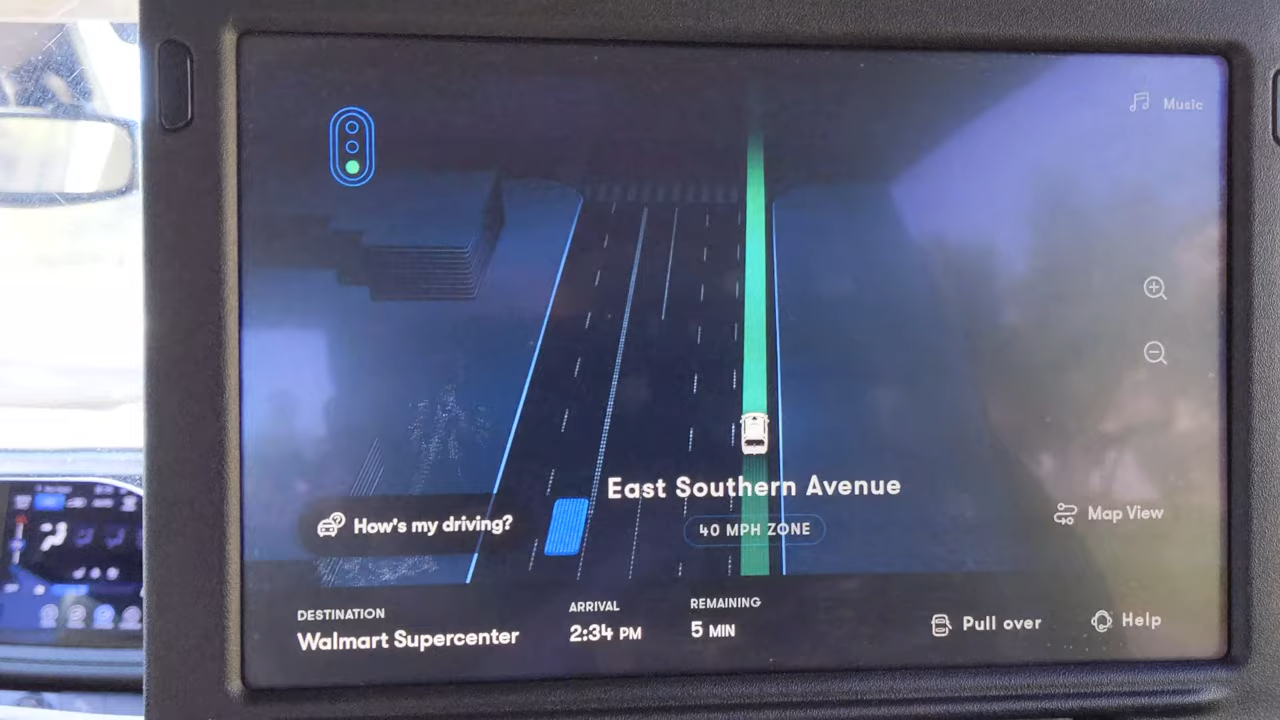 Music
East Southern Avenue
40 MPH ZONE
How's my driving?
Map View
DESTINATION
Walmart Supercenter
ARRIVAL
2:34 PM
REMAINING
5 MIN
Pull over
Help